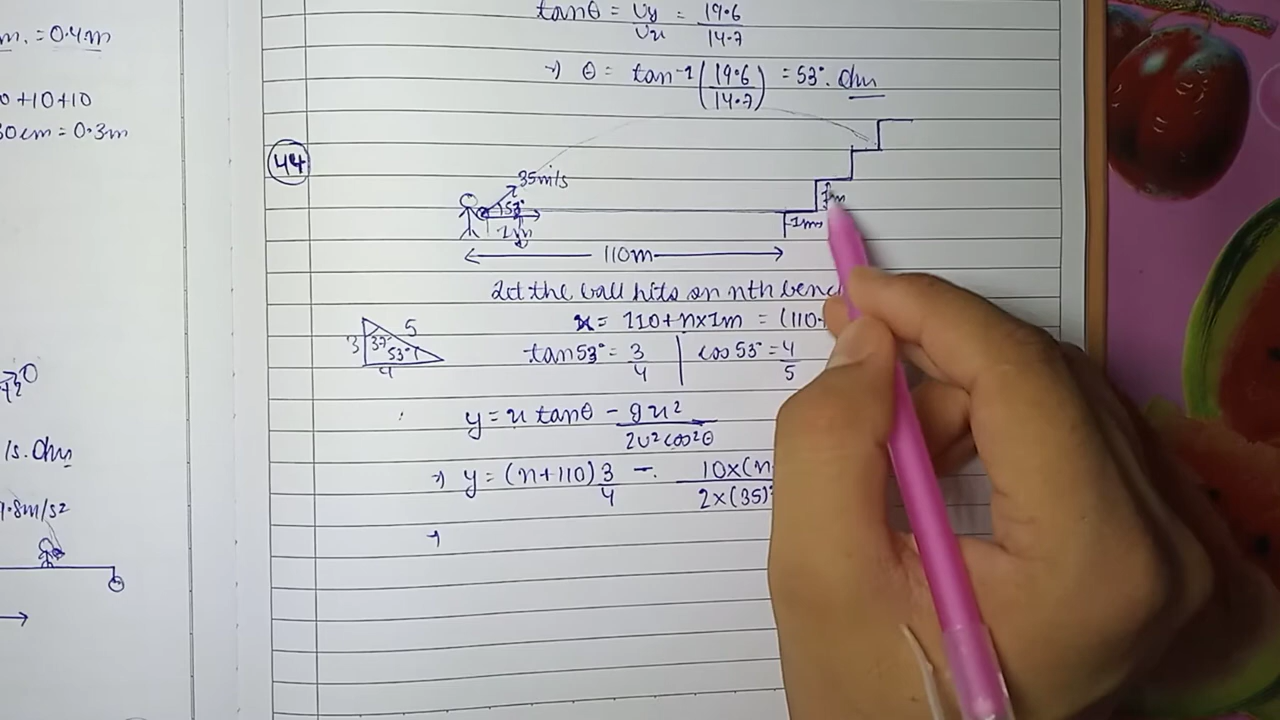 m. = 0.4m
0 + 10 + 10
30cm = 0.3m
/s. Ans
9.8m/s2
tanθ = Vy/Vx = 19.6/14.7
→ θ = tan-1(19.6/14.7) = 53°. Ans
44
35m/s
53°
1m
1m
1m
110m
Let the ball hits on nth benc
x = 110 + n×1m = (110
3 5 37° 53° 4
tan53° = 3/4 | cos53° = 4/5
y = x tanθ - gx2/2u2cos2θ
→ y = (n+110) 3/4 - 10×(n/2×(35)2
→